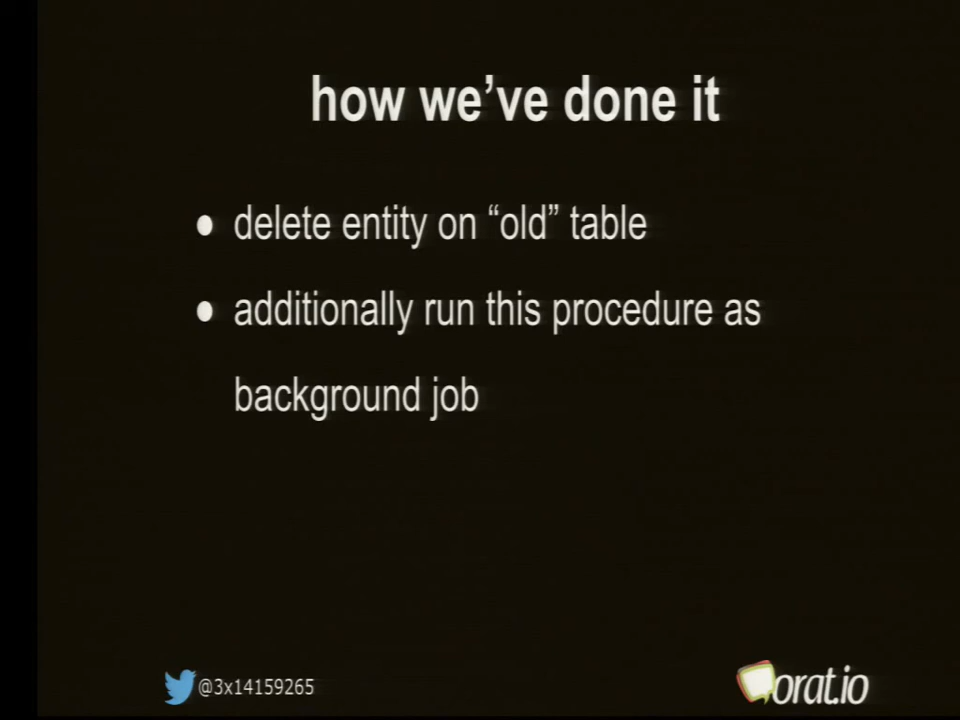 how we've done it
• delete entity on “old” table
• additionally run this procedure as
background job
@3x14159265
orat.io